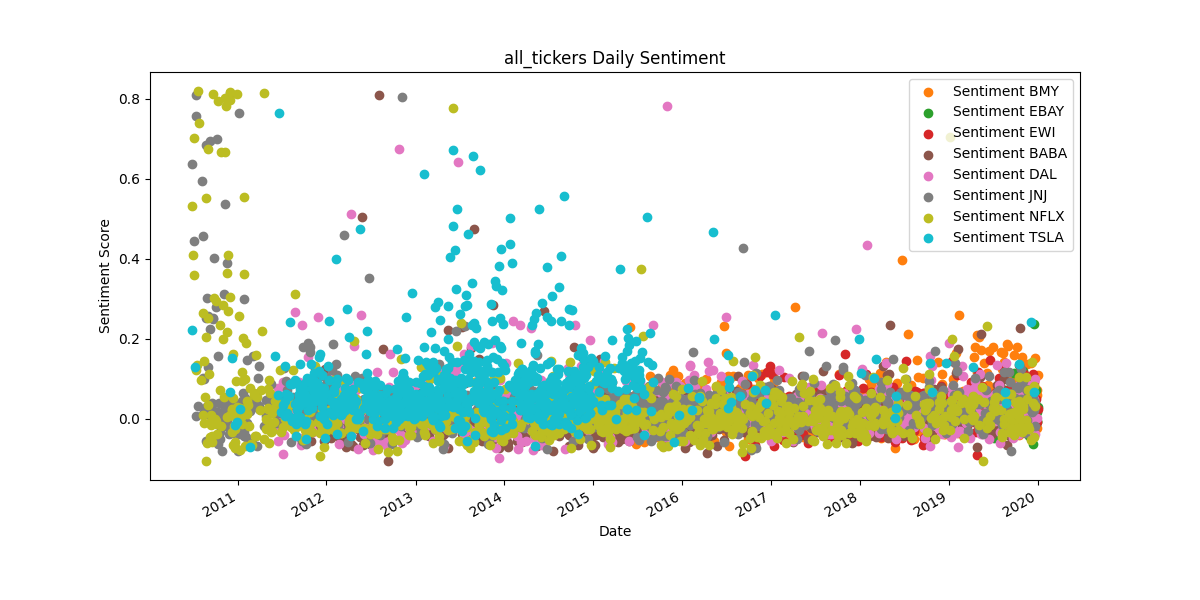 all_tickers Daily Sentiment
Sentiment Score
0.8
0.6
0.4
0.2
0.0
Sentiment BMY
Sentiment EBAY
Sentiment EWI
Sentiment BABA
Sentiment DAL
Sentiment JNJ
Sentiment NFLX
Sentiment TSLA
2011
2012
2013
2014
2015
2016
2017
2018
2019
2020
Date